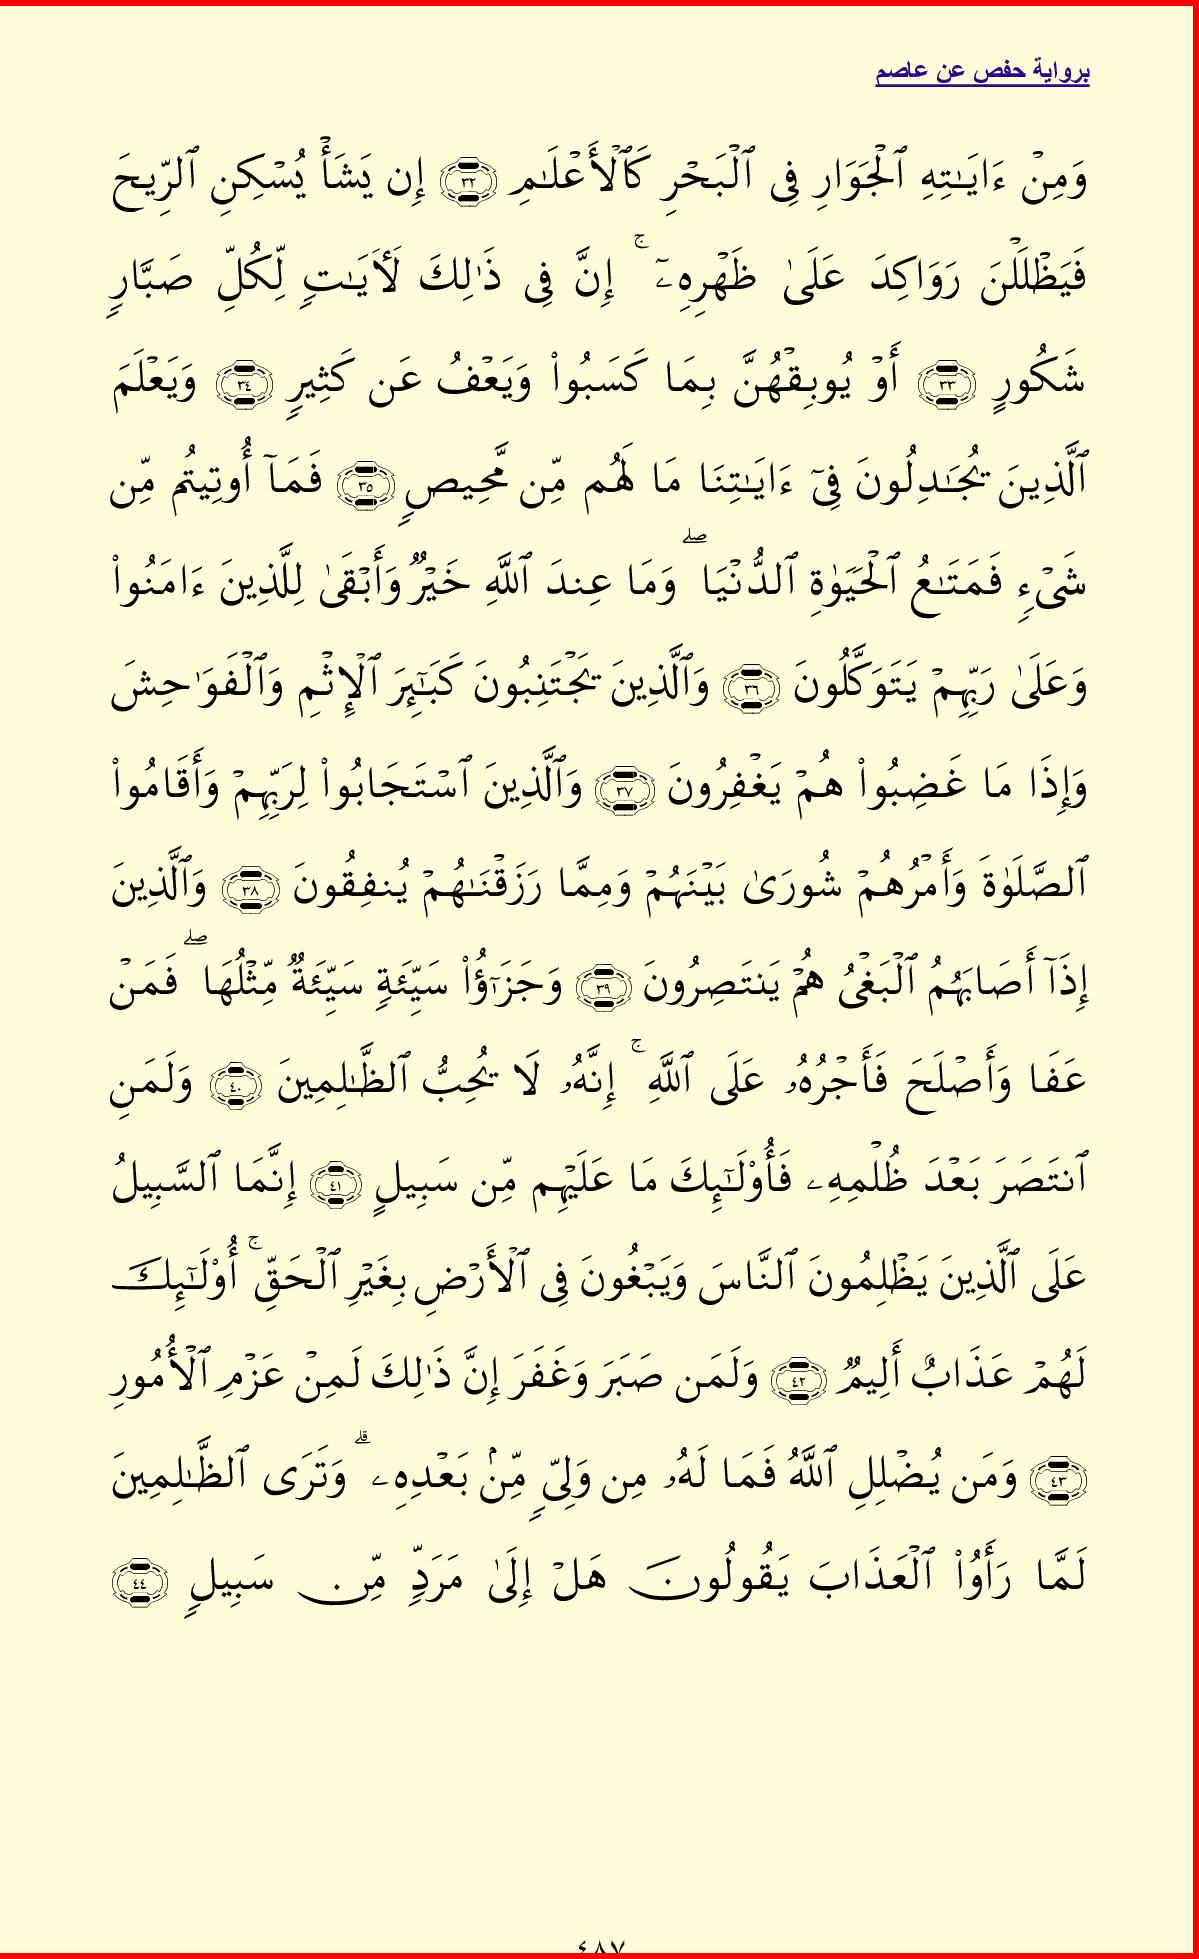 برواية حفص عن عاصم
وَمِنْ ءَايَـٰتِهِ ٱلْجَوَارِ فِى ٱلْبَحْرِ كَٱلْأَعْلَـٰمِ ٣٢ إِن يَشَأْ يُسْكِنِ ٱلرِّيحَ
فَيَظْلَلْنَ رَوَاكِدَ عَلَىٰ ظَهْرِهِۦٓ ۚ إِنَّ فِى ذَٰلِكَ لَـَٔايَـٰتٍ لِّكُلِّ صَبَّارٍ
شَكُورٍ ٣٣ أَوْ يُوبِقْهُنَّ بِمَا كَسَبُوا۟ وَيَعْفُ عَن كَثِيرٍ ٣٤ وَيَعْلَمَ
ٱلَّذِينَ يُجَـٰدِلُونَ فِىٓ ءَايَـٰتِنَا مَا لَهُم مِّن مَّحِيصٍ ٣٥ فَمَآ أُوتِيتُم مِّن
شَىْءٍ فَمَتَـٰعُ ٱلْحَيَوٰةِ ٱلدُّنْيَا ۖ وَمَا عِندَ ٱللَّهِ خَيْرٌ وَأَبْقَىٰ لِلَّذِينَ ءَامَنُوا۟
وَعَلَىٰ رَبِّهِمْ يَتَوَكَّلُونَ ٣٦ وَٱلَّذِينَ يَجْتَنِبُونَ كَبَـٰٓئِرَ ٱلْإِثْمِ وَٱلْفَوَٰحِشَ
وَإِذَا مَا غَضِبُوا۟ هُمْ يَغْفِرُونَ ٣٧ وَٱلَّذِينَ ٱسْتَجَابُوا۟ لِرَبِّهِمْ وَأَقَامُوا۟
ٱلصَّلَوٰةَ وَأَمْرُهُمْ شُورَىٰ بَيْنَهُمْ وَمِمَّا رَزَقْنَـٰهُمْ يُنفِقُونَ ٣٨ وَٱلَّذِينَ
إِذَآ أَصَابَهُمُ ٱلْبَغْىُ هُمْ يَنتَصِرُونَ ٣٩ وَجَزَٰٓؤُا۟ سَيِّئَةٍ سَيِّئَةٌ مِّثْلُهَا ۖ فَمَنْ
عَفَا وَأَصْلَحَ فَأَجْرُهُۥ عَلَى ٱللَّهِ ۚ إِنَّهُۥ لَا يُحِبُّ ٱلظَّـٰلِمِينَ ٤٠ وَلَمَنِ
ٱنتَصَرَ بَعْدَ ظُلْمِهِۦ فَأُو۟لَـٰٓئِكَ مَا عَلَيْهِم مِّن سَبِيلٍ ٤١ إِنَّمَا ٱلسَّبِيلُ
عَلَى ٱلَّذِينَ يَظْلِمُونَ ٱلنَّاسَ وَيَبْغُونَ فِى ٱلْأَرْضِ بِغَيْرِ ٱلْحَقِّ ۚ أُو۟لَـٰٓئِكَ
لَهُمْ عَذَابٌ أَلِيمٌ ٤٢ وَلَمَن صَبَرَ وَغَفَرَ إِنَّ ذَٰلِكَ لَمِنْ عَزْمِ ٱلْأُمُورِ
٤٣ وَمَن يُضْلِلِ ٱللَّهُ فَمَا لَهُۥ مِن وَلِىٍّ مِّنۢ بَعْدِهِۦ ۗ وَتَرَى ٱلظَّـٰلِمِينَ
لَمَّا رَأَوُا۟ ٱلْعَذَابَ يَقُولُونَ هَلْ إِلَىٰ مَرَدٍّ مِّن سَبِيلٍ ٤٤
٤٨٧